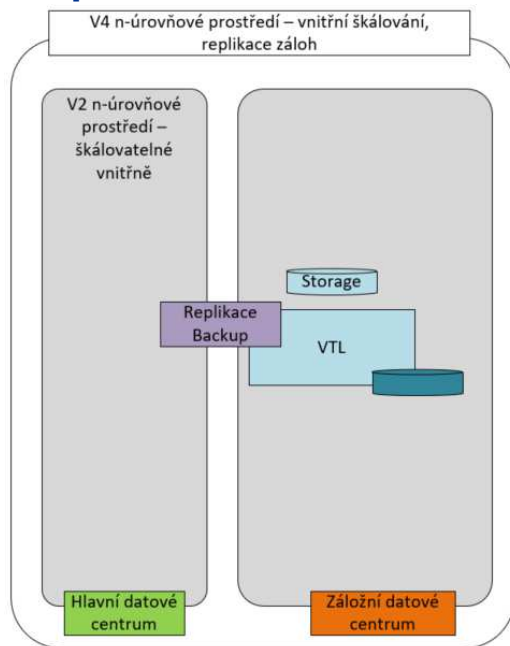 V4 n-úrovňové prostředí – vnitřní škálování,
replikace záloh
V2 n-úrovňové
prostředí –
škálovatelné
vnitřně
Storage
Replikace
Backup
VTL
Hlavní datové
centrum
Záložní datové
centrum